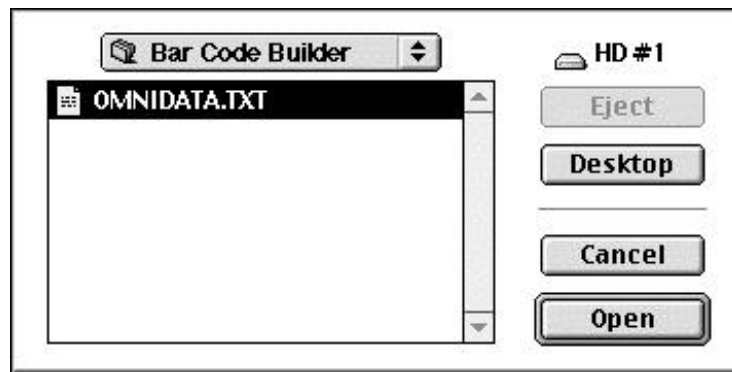 Bar Code Builder
HD #1
OMNIDATA.TXT
Eject
Desktop
Cancel
Open